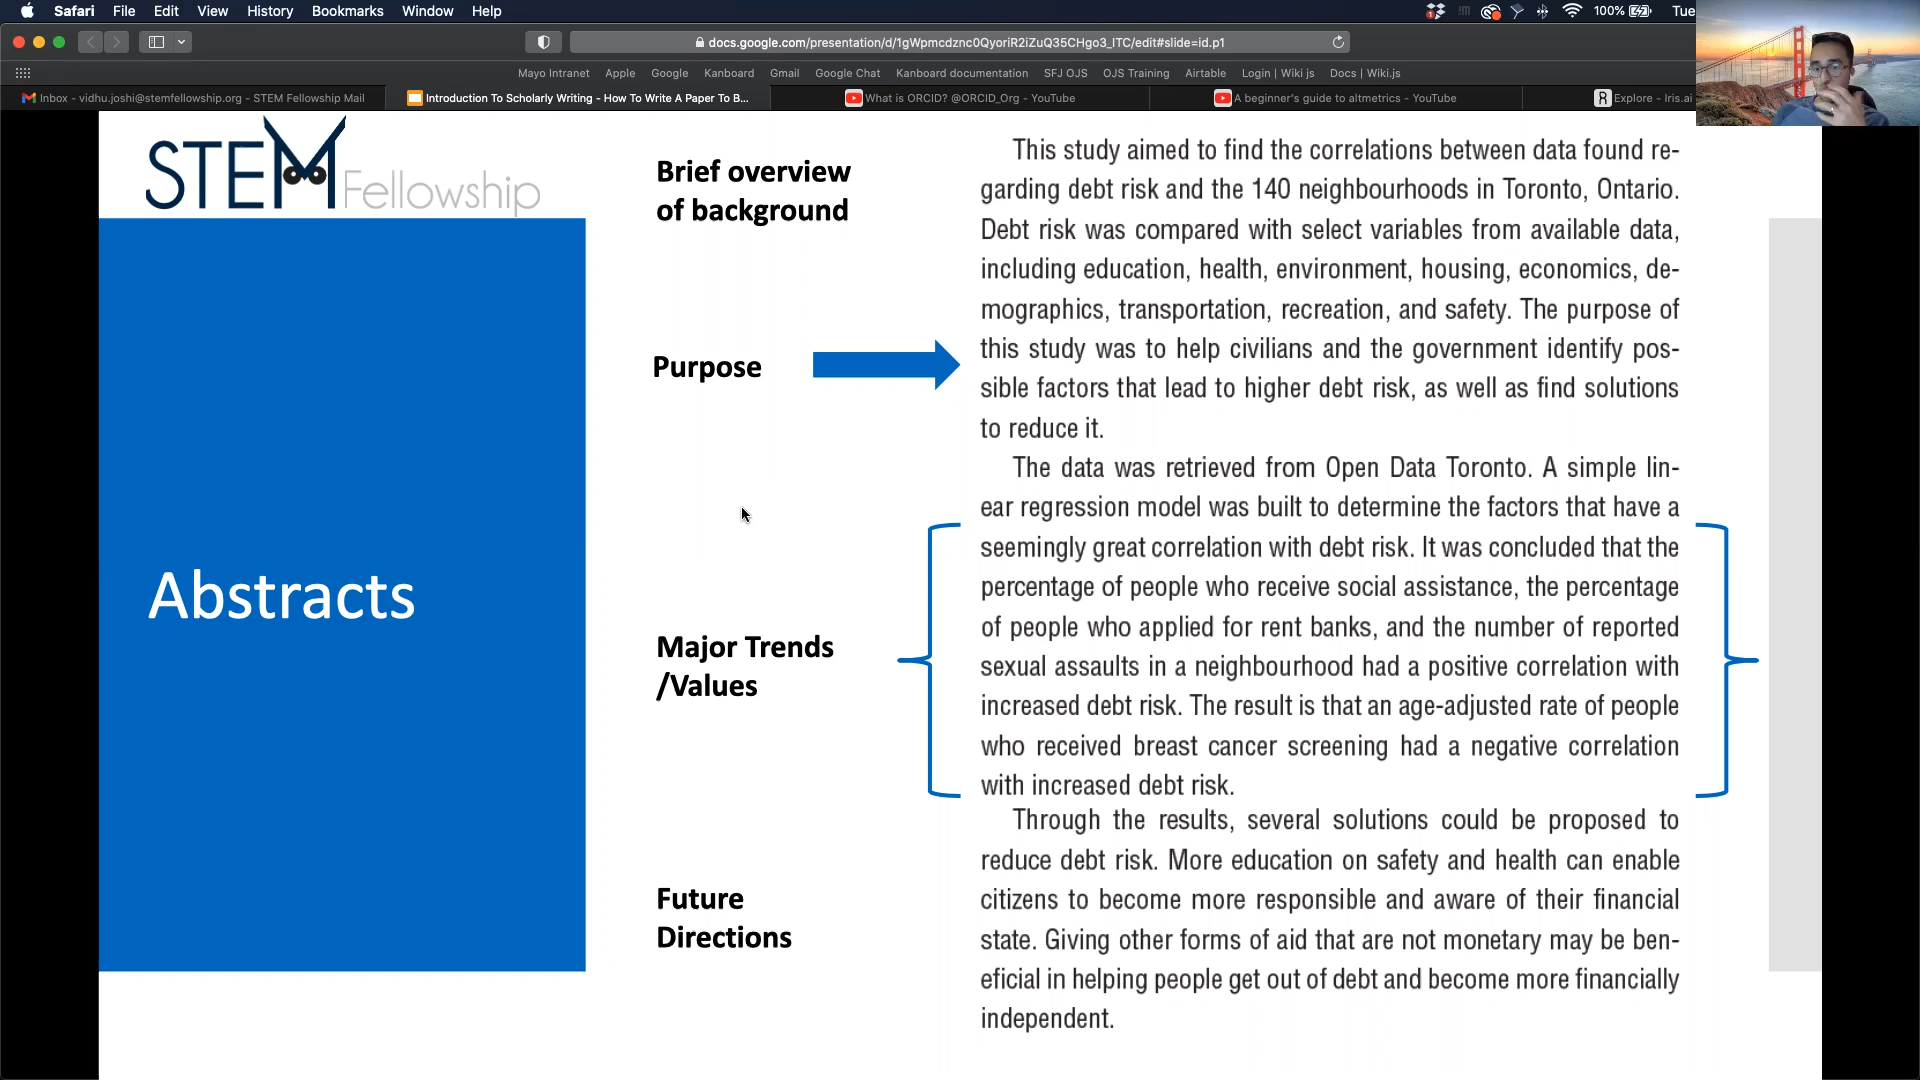 Safari File Edit View History Bookmarks Window Help 100% Tue
docs.google.com/presentation/d/1gWpmcdznc0QyoriR2iZuQ35CHgo3_ITC/edit#slide=id.p1
Mayo Intranet Apple Google Kanboard Gmail Google Chat Kanboard documentation SFJ OJS OJS Training Airtable Login | Wiki js Docs | Wiki.js
Inbox - vidhu.joshi@stemfellowship.org - STEM Fellowship Mail Introduction To Scholarly Writing - How To Write A Paper To B... What is ORCID? @ORCID_Org - YouTube A beginner's guide to altmetrics - YouTube R Explore - Iris.ai
STEM Fellowship
Abstracts
Brief overview
of background
Purpose
Major Trends
/Values
Future
Directions
This study aimed to find the correlations between data found re-
garding debt risk and the 140 neighbourhoods in Toronto, Ontario.
Debt risk was compared with select variables from available data,
including education, health, environment, housing, economics, de-
mographics, transportation, recreation, and safety. The purpose of
this study was to help civilians and the government identify pos-
sible factors that lead to higher debt risk, as well as find solutions
to reduce it.
The data was retrieved from Open Data Toronto. A simple lin-
ear regression model was built to determine the factors that have a
seemingly great correlation with debt risk. It was concluded that the
percentage of people who receive social assistance, the percentage
of people who applied for rent banks, and the number of reported
sexual assaults in a neighbourhood had a positive correlation with
increased debt risk. The result is that an age-adjusted rate of people
who received breast cancer screening had a negative correlation
with increased debt risk.
Through the results, several solutions could be proposed to
reduce debt risk. More education on safety and health can enable
citizens to become more responsible and aware of their financial
state. Giving other forms of aid that are not monetary may be ben-
eficial in helping people get out of debt and become more financially
independent.